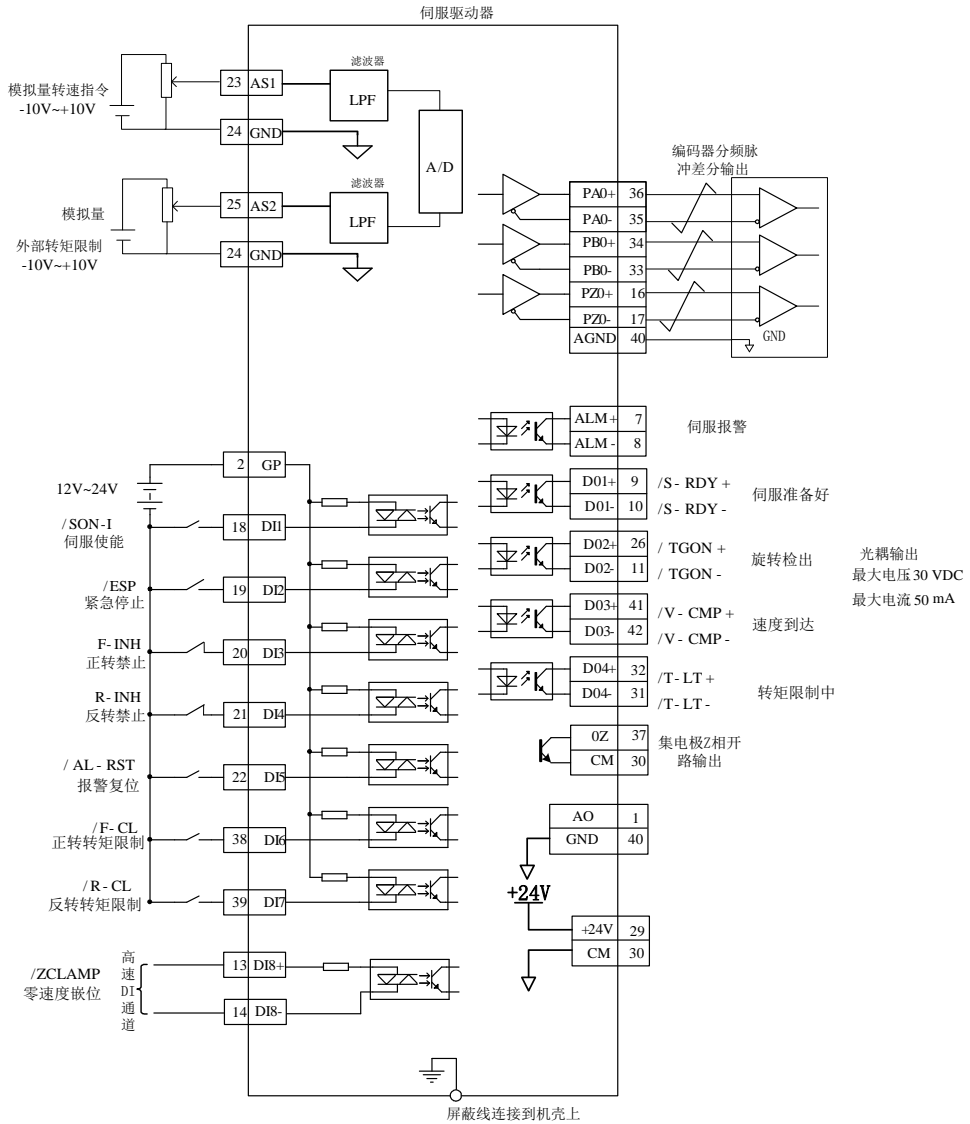 伺服驱动器
模拟量转速指令
-10V~+10V
23 AS1
24 GND
滤波器
LPF
A/D
模拟量
外部转矩限制
-10V~+10V
25 AS2
24 GND
滤波器
LPF
编码器分频脉
冲差分输出
PA0+ 36
PA0- 35
PB0+ 34
PB0- 33
PZ0+ 16
PZ0- 17
AGND 40
GND
ALM+ 7
ALM- 8
伺服报警
D01+ 9 /S-RDY+
D01- 10 /S-RDY-
伺服准备好
D02+ 26 /TGON+
D02- 11 /TGON-
旋转检出
D03+ 41 /V-CMP+
D03- 42 /V-CMP-
速度到达
D04+ 32 /T-LT+
D04- 31 /T-LT-
转矩限制中
光耦输出
最大电压30 VDC
最大电流50 mA
0Z 37
CM 30
集电极Z相开
路输出
AO 1
GND 40
+24V
+24V 29
CM 30
2 GP
12V~24V
/SON-I
伺服使能
18 DI1
/ESP
紧急停止
19 DI2
F-INH
正转禁止
20 DI3
R-INH
反转禁止
21 DI4
/AL-RST
报警复位
22 DI5
/F-CL
正转转矩限制
38 DI6
/R-CL
反转转矩限制
39 DI7
/ZCLAMP
零速度嵌位
高
速
DI
通
道
13 DI8+
14 DI8-
屏蔽线连接到机壳上